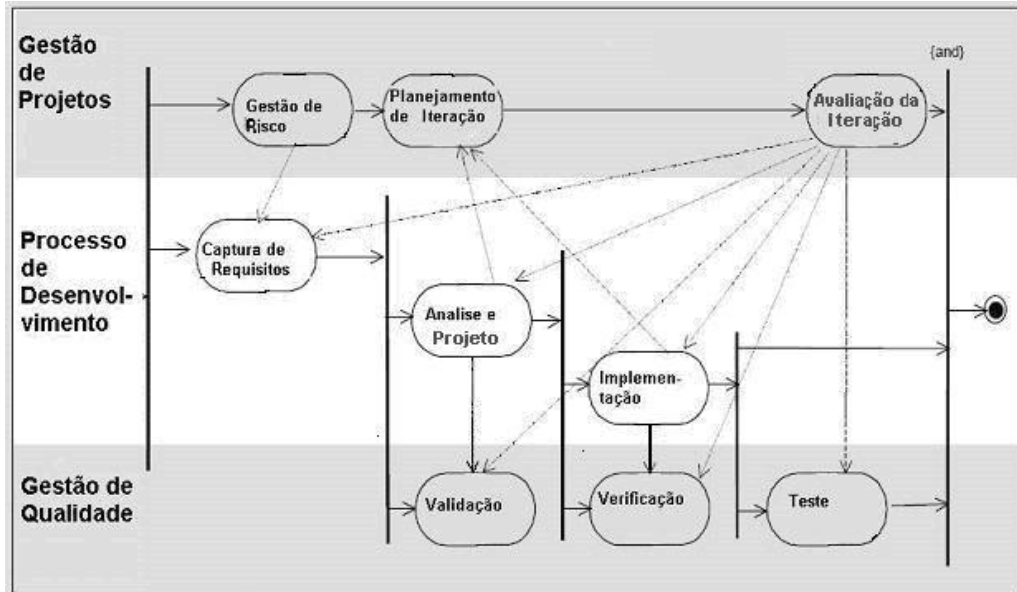 Gestão
de
Projetos
{and}
Gestão de
Risco
Planejamento
de Iteração
Avaliação da
Iteração
Processo
de
Desenvol-
vimento
Captura de
Requisitos
Analise e
Projeto
Implemen-
tação
Gestão de
Qualidade
Validação
Verificação
Teste